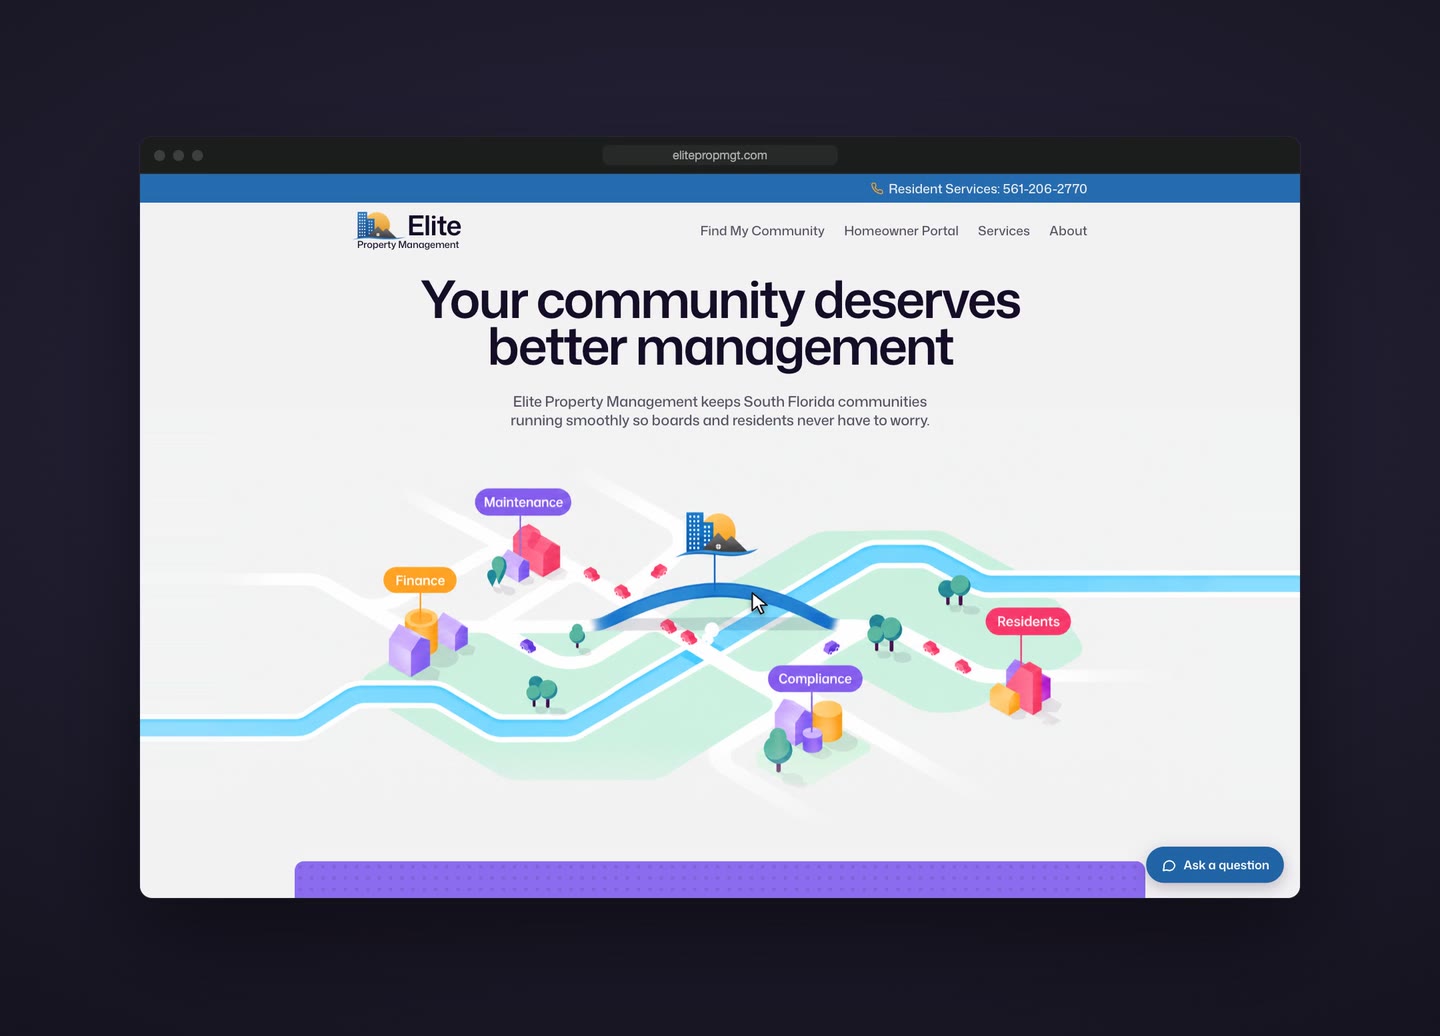 elitepropmgt.com
Resident Services: 561-206-2770
Elite
Property Management
Find My Community
Homeowner Portal
Services
About
Your community deserves
better management
Elite Property Management keeps South Florida communities
running smoothly so boards and residents never have to worry.
Maintenance
Finance
Residents
Compliance
Ask a question